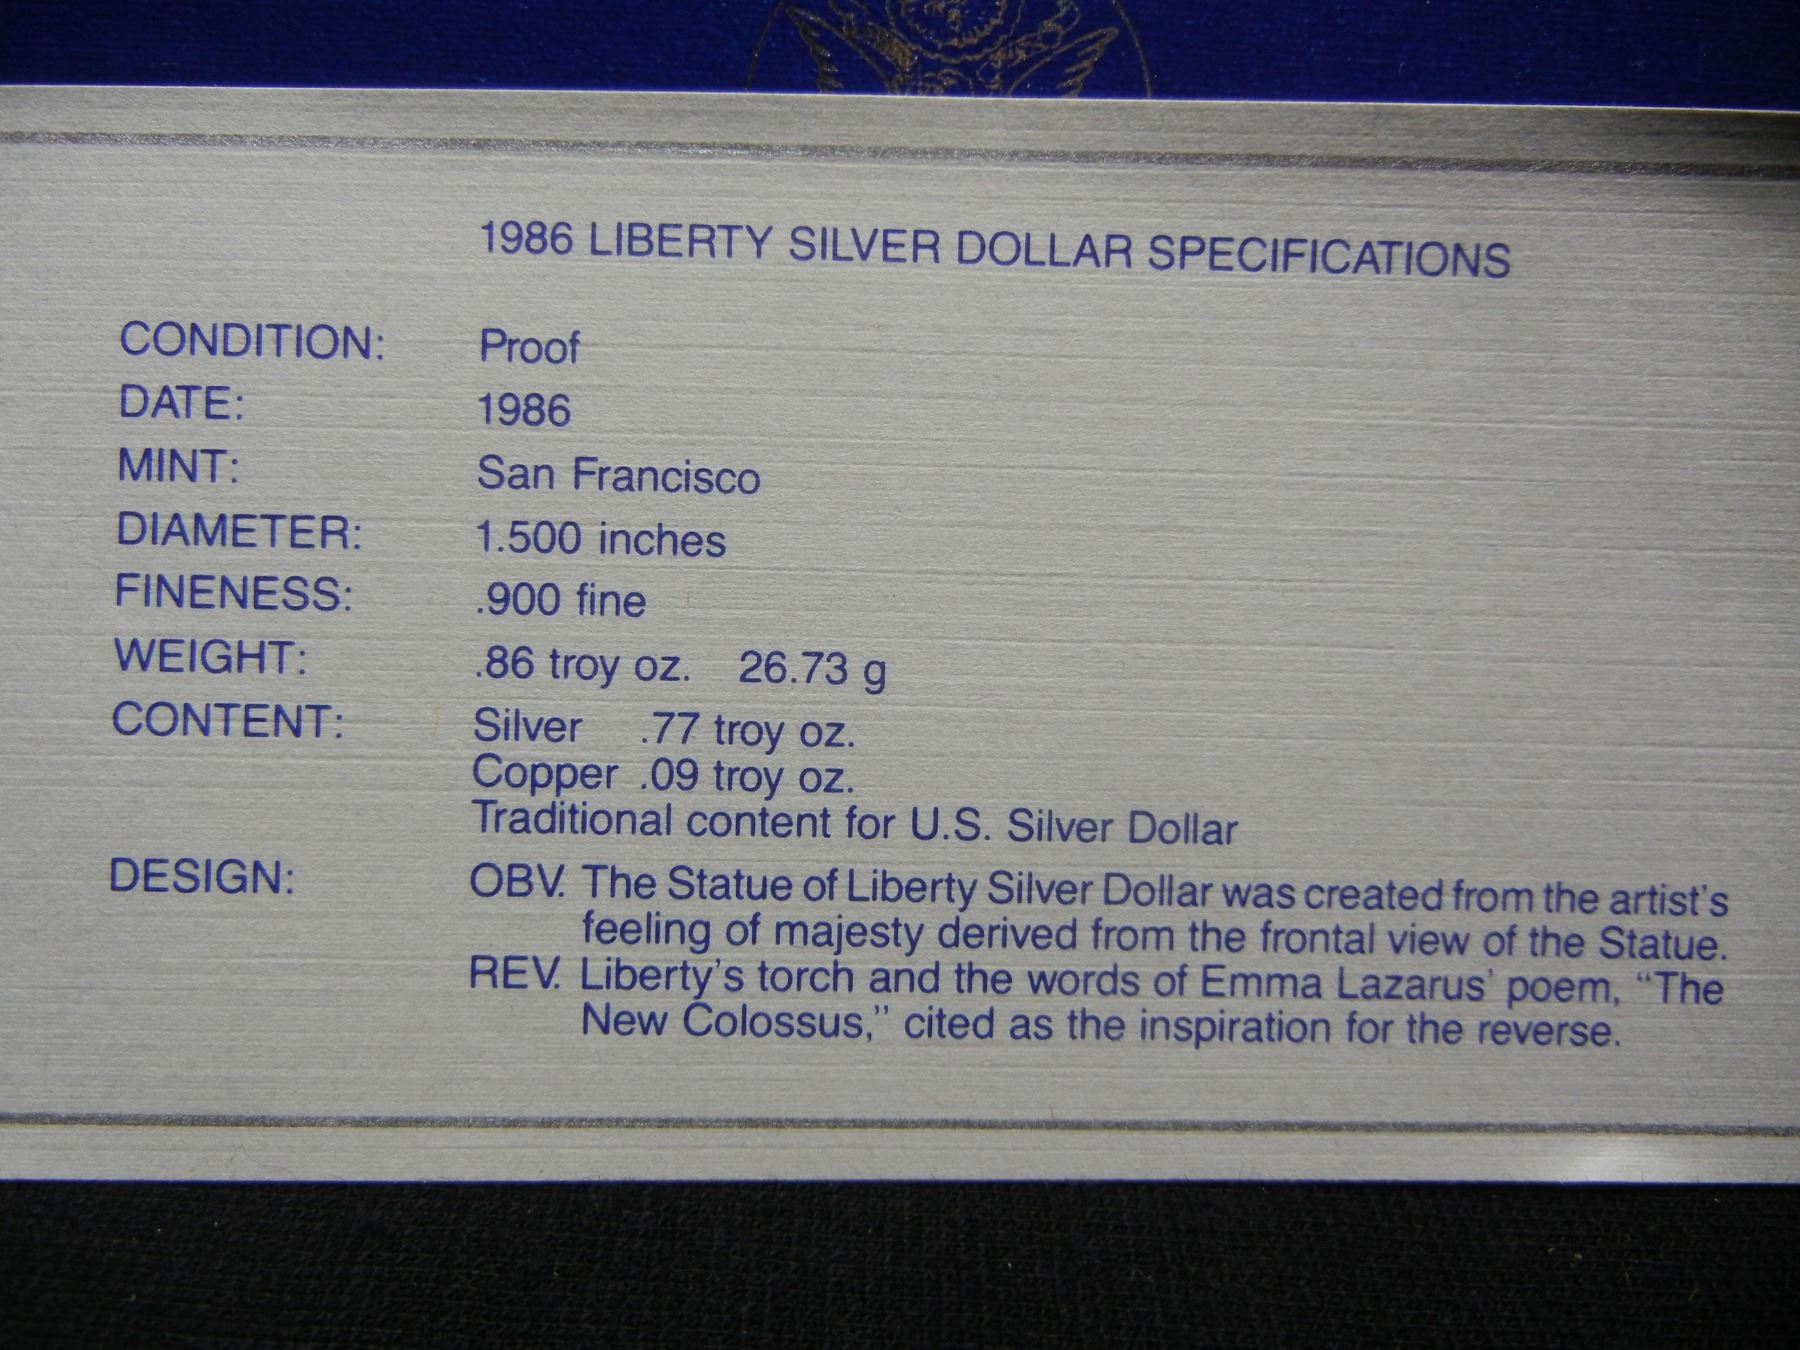 1986 LIBERTY SILVER DOLLAR SPECIFICATIONS
CONDITION: Proof
DATE: 1986
MINT: San Francisco
DIAMETER: 1.500 inches
FINENESS: .900 fine
WEIGHT: .86 troy oz. 26.73 g
CONTENT: Silver .77 troy oz.
Copper .09 troy oz.
Traditional content for U.S. Silver Dollar
DESIGN: OBV. The Statue of Liberty Silver Dollar was created from the artist's
feeling of majesty derived from the frontal view of the Statue.
REV. Liberty's torch and the words of Emma Lazarus' poem, “The
New Colossus,” cited as the inspiration for the reverse.